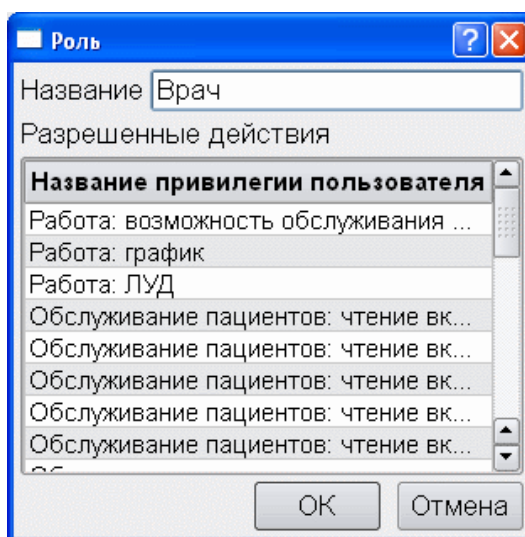 Роль
Название Врач
Разрешенные действия
Название привилегии пользователя
Работа: возможность обслуживания ...
Работа: график
Работа: ЛУД
Обслуживание пациентов: чтение вк...
Обслуживание пациентов: чтение вк...
Обслуживание пациентов: чтение вк...
Обслуживание пациентов: чтение вк...
Обслуживание пациентов: чтение вк...
ОК Отмена